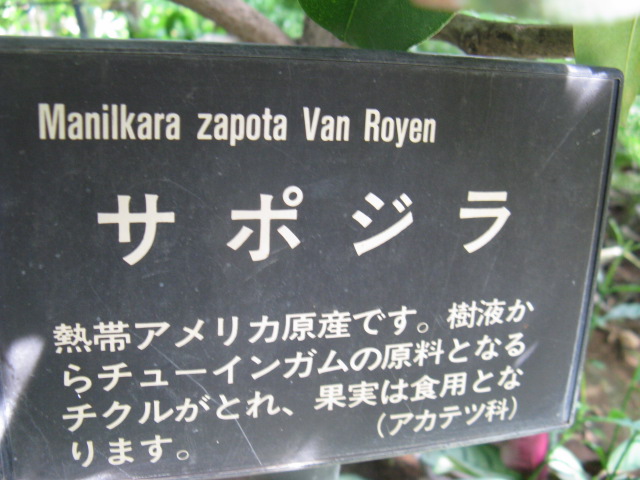 Manilkara zapota Van Royen
サポジラ
熱帯アメリカ原産です。樹液か
らチューインガムの原料となる
チクルがとれ、果実は食用とな
ります。
(アカテツ科)